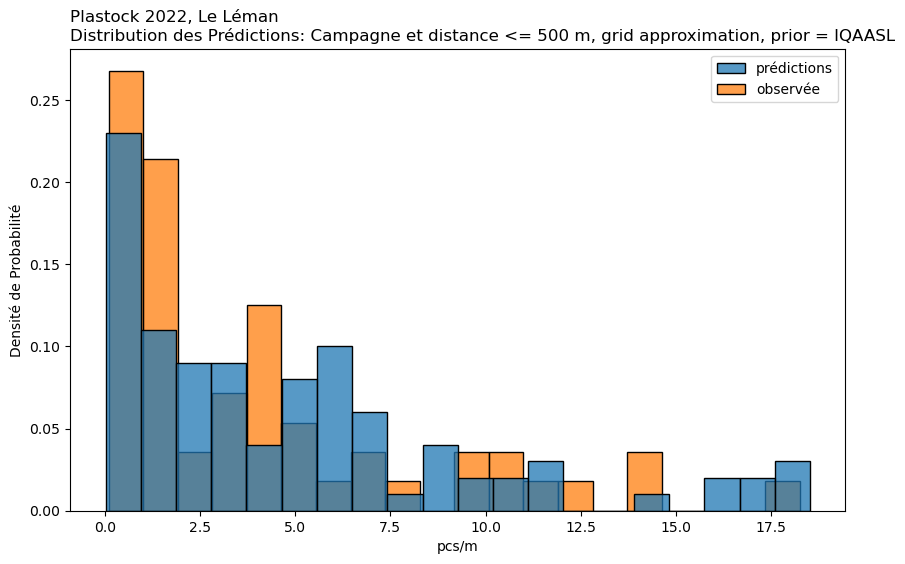 Plastock 2022, Le Léman
Distribution des Prédictions: Campagne et distance <= 500 m, grid approximation, prior = IQAASL
prédictions
observée
Densité de Probabilité
0.25
0.20
0.15
0.10
0.05
0.00
0.0 2.5 5.0 7.5 10.0 12.5 15.0 17.5
pcs/m